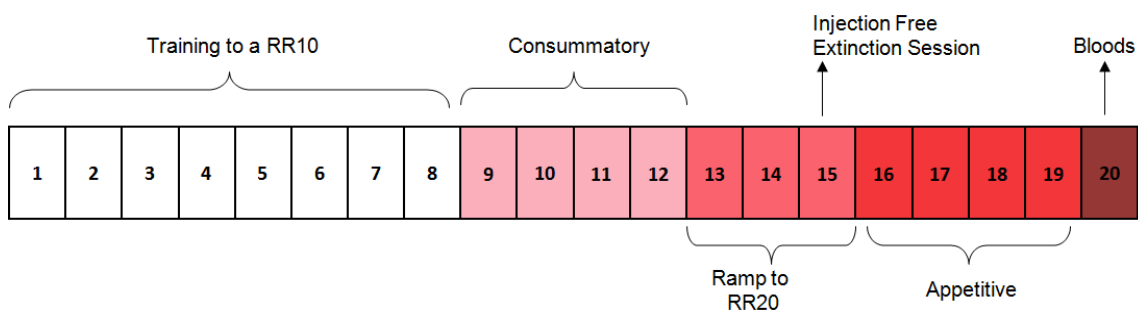 Training to a RR10
Consummatory
Injection Free
Extinction Session
Bloods
1 2 3 4 5 6 7 8 9 10 11 12 13 14 15 16 17 18 19 20
Ramp to
RR20
Appetitive